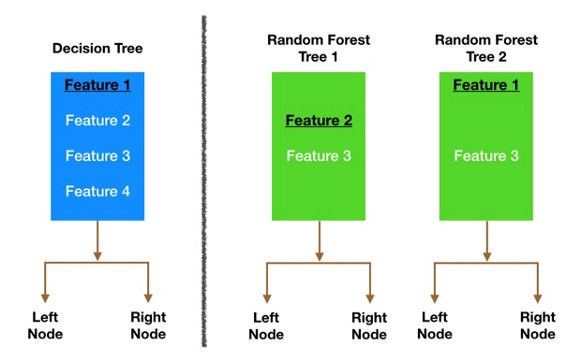 Decision Tree
Feature 1
Feature 2
Feature 3
Feature 4
Left
Node
Right
Node
Random Forest
Tree 1
Feature 2
Feature 3
Left
Node
Right
Node
Random Forest
Tree 2
Feature 1
Feature 3
Left
Node
Right
Node